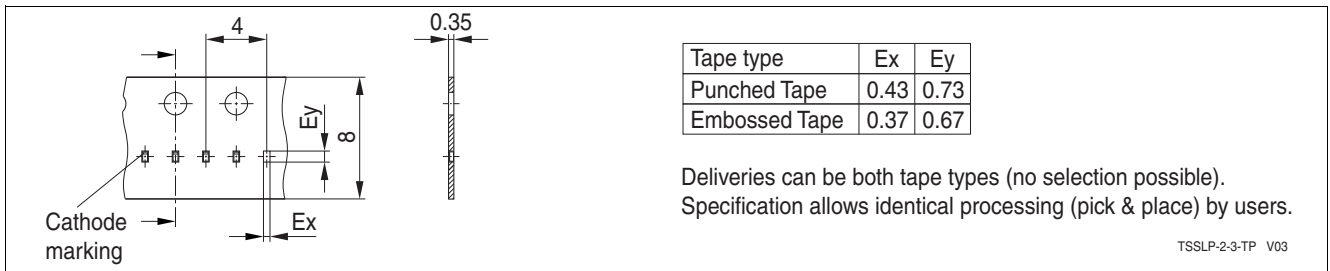 4
0.35
Ey
8
Cathode
marking
Ex
Tape type Ex Ey
Punched Tape 0.43 0.73
Embossed Tape 0.37 0.67
Deliveries can be both tape types (no selection possible).
Specification allows identical processing (pick & place) by users.
TSSLP-2-3-TP V03